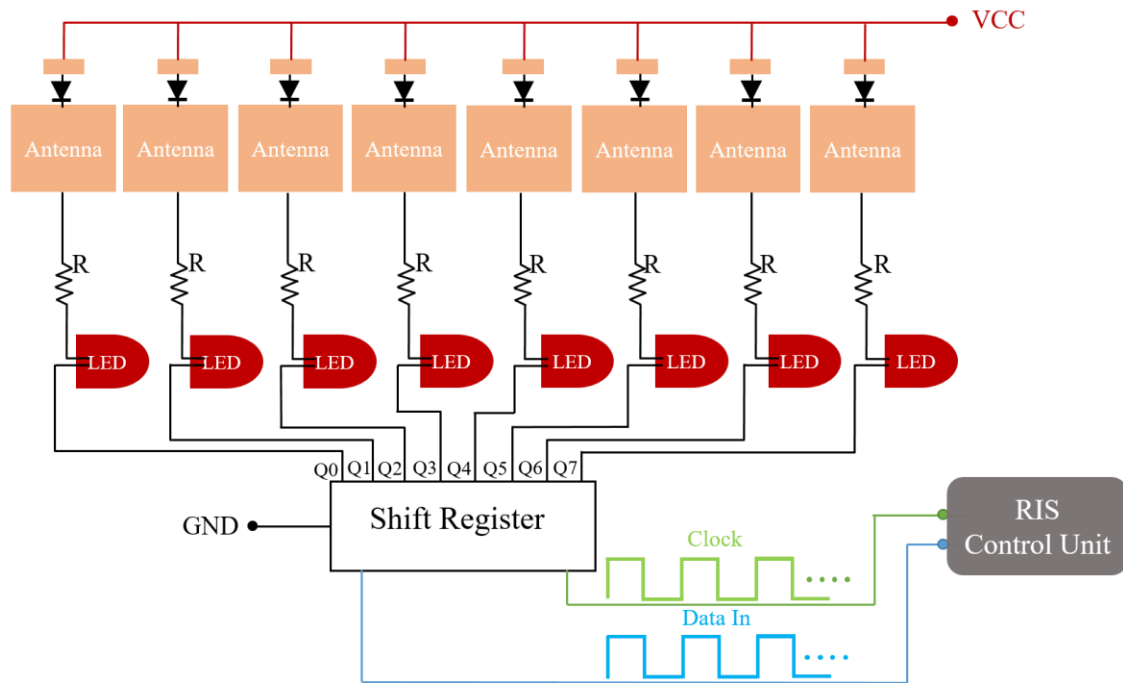 VCC
Antenna Antenna Antenna Antenna Antenna Antenna Antenna Antenna
R R R R R R R R
LED LED LED LED LED LED LED LED
Q0 Q1 Q2 Q3 Q4 Q5 Q6 Q7
Shift Register
GND
RIS
Control Unit
Clock
Data In